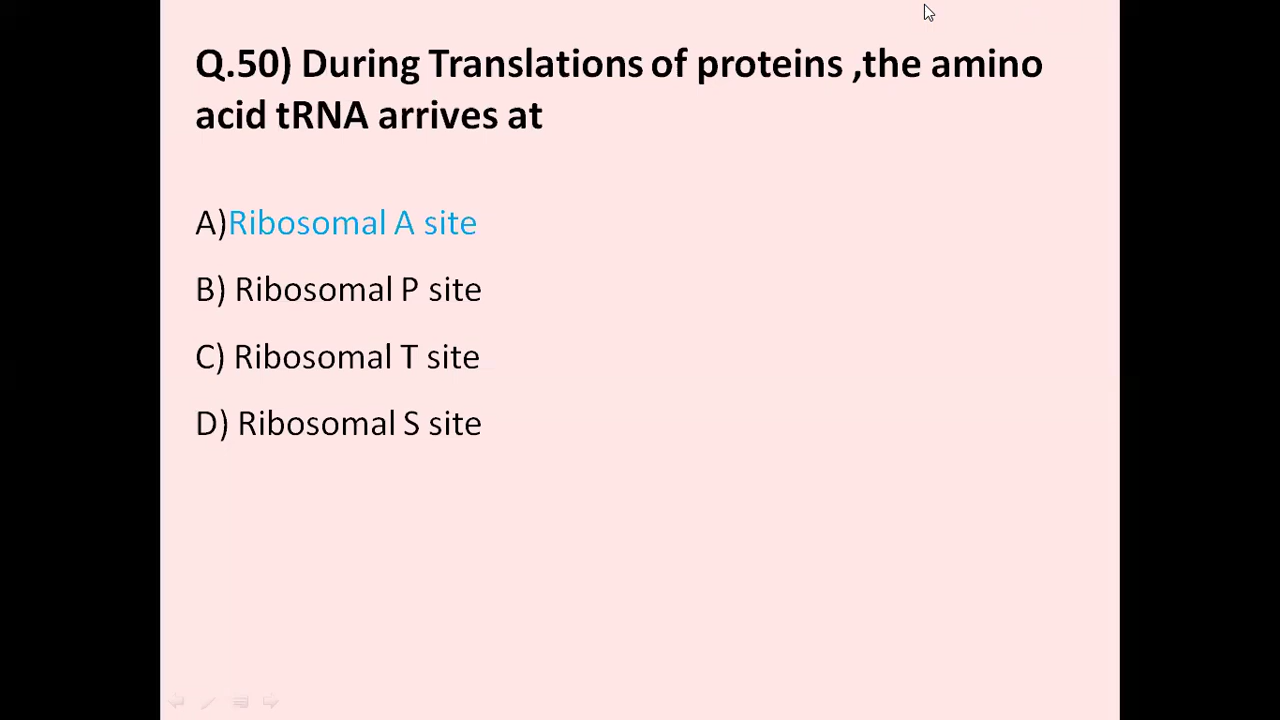 Q.50) During Translations of proteins ,the amino
acid tRNA arrives at
A)Ribosomal A site
B) Ribosomal P site
C) Ribosomal T site
D) Ribosomal S site